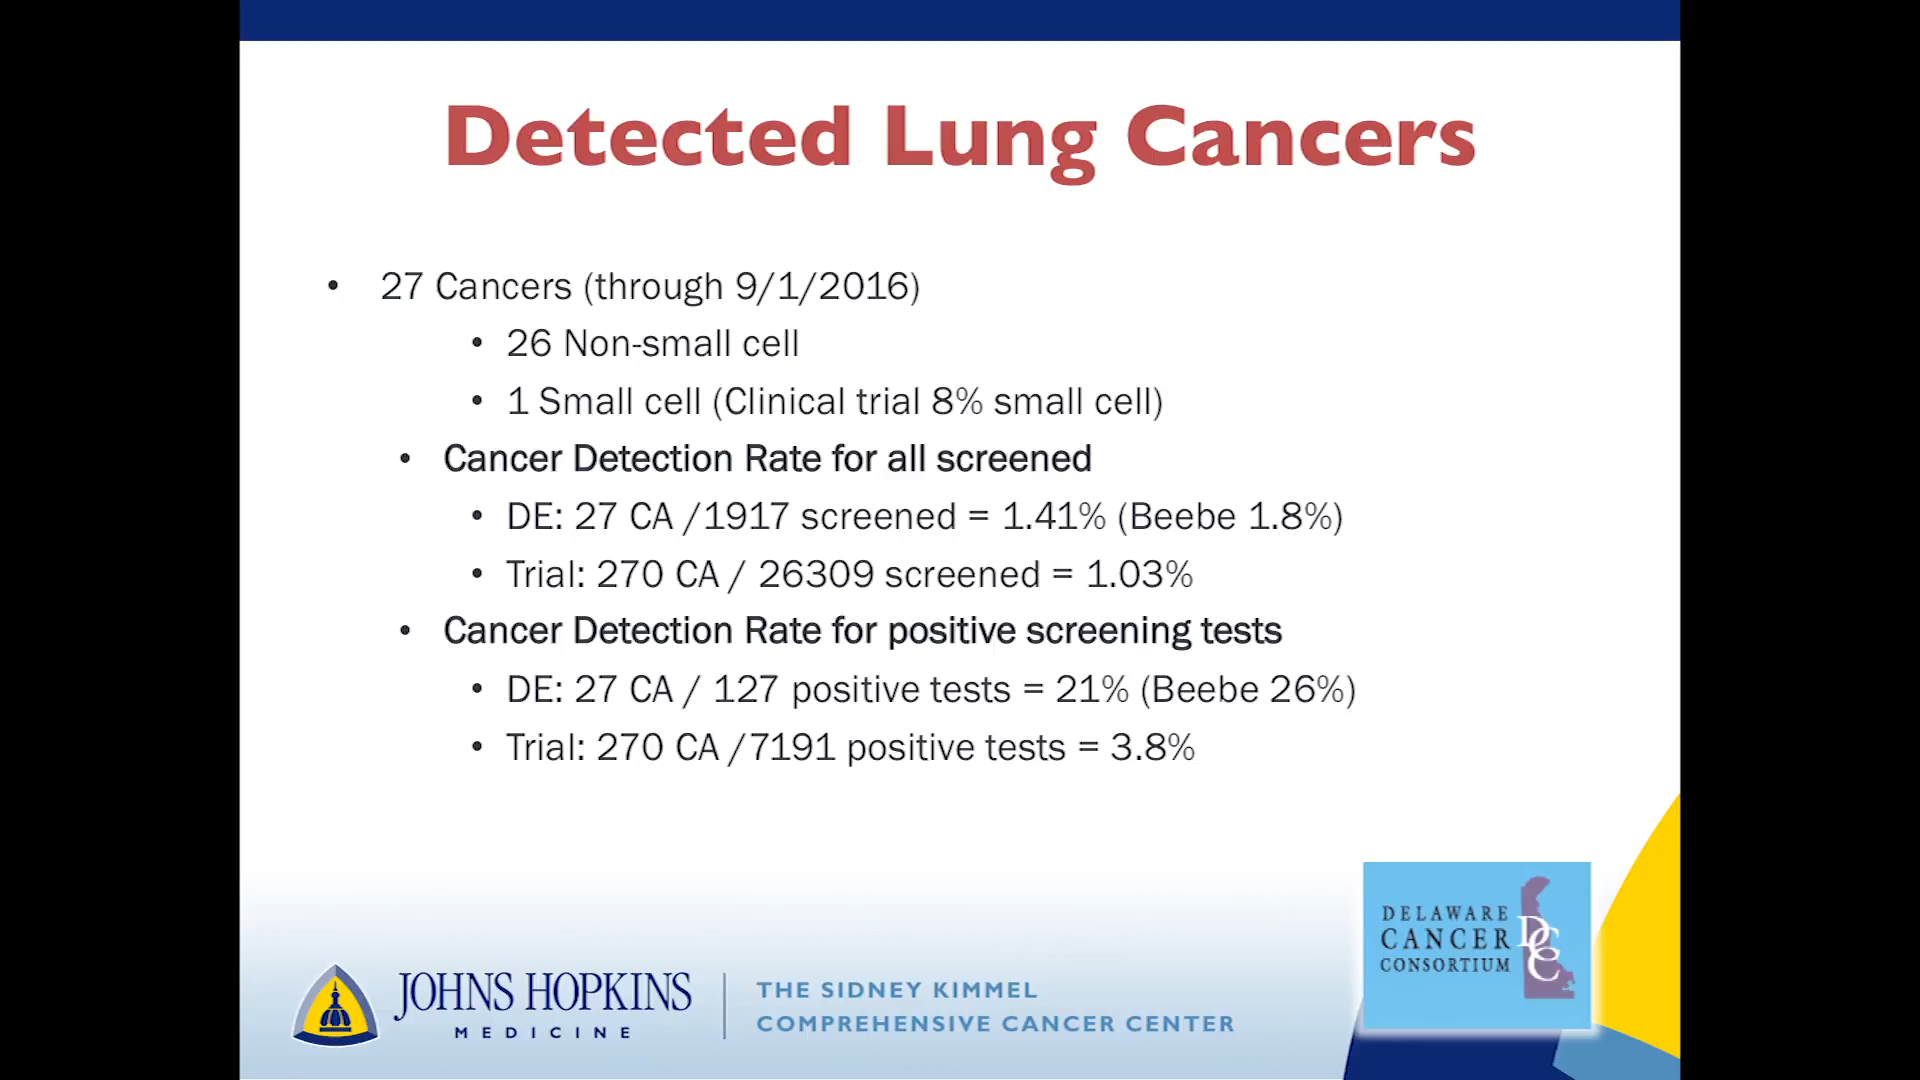 Detected Lung Cancers
• 27 Cancers (through 9/1/2016)
• 26 Non-small cell
• 1 Small cell (Clinical trial 8% small cell)
• Cancer Detection Rate for all screened
• DE: 27 CA /1917 screened = 1.41% (Beebe 1.8%)
• Trial: 270 CA / 26309 screened = 1.03%
• Cancer Detection Rate for positive screening tests
• DE: 27 CA / 127 positive tests = 21% (Beebe 26%)
• Trial: 270 CA /7191 positive tests = 3.8%
JOHNS HOPKINS
MEDICINE
THE SIDNEY KIMMEL
COMPREHENSIVE CANCER CENTER
DELAWARE
CANCER
CONSORTIUM
DCC